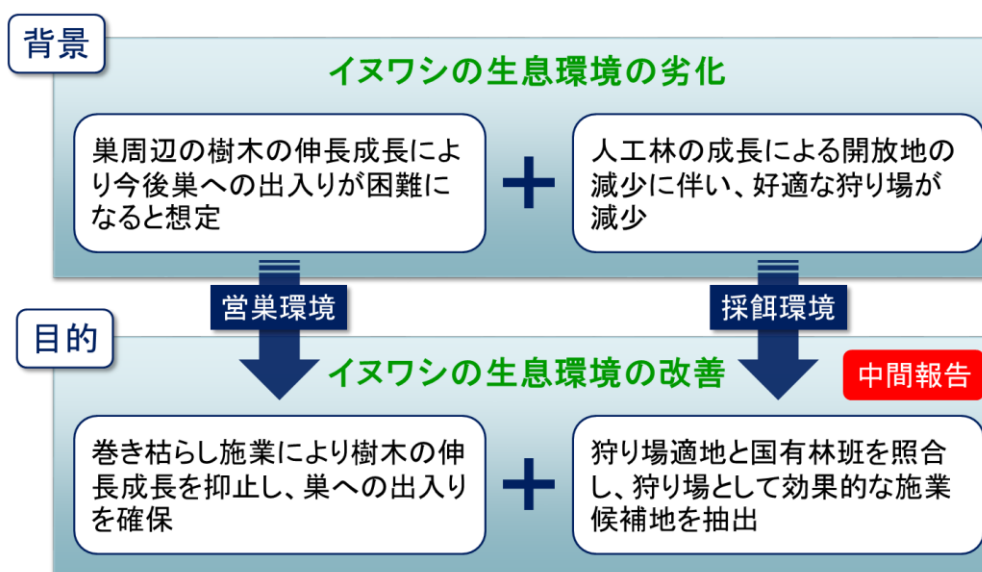 背景
イヌワシの生息環境の劣化
巣周辺の樹木の伸長成長によ
り今後巣への出入りが困難に
なると想定
+
人工林の成長による開放地の
減少に伴い、好適な狩り場が
減少
営巣環境
採餌環境
目的
イヌワシの生息環境の改善
中間報告
巻き枯らし施業により樹木の伸
長成長を抑止し、巣への出入り
を確保
+
狩り場適地と国有林班を照合
し、狩り場として効果的な施業
候補地を抽出